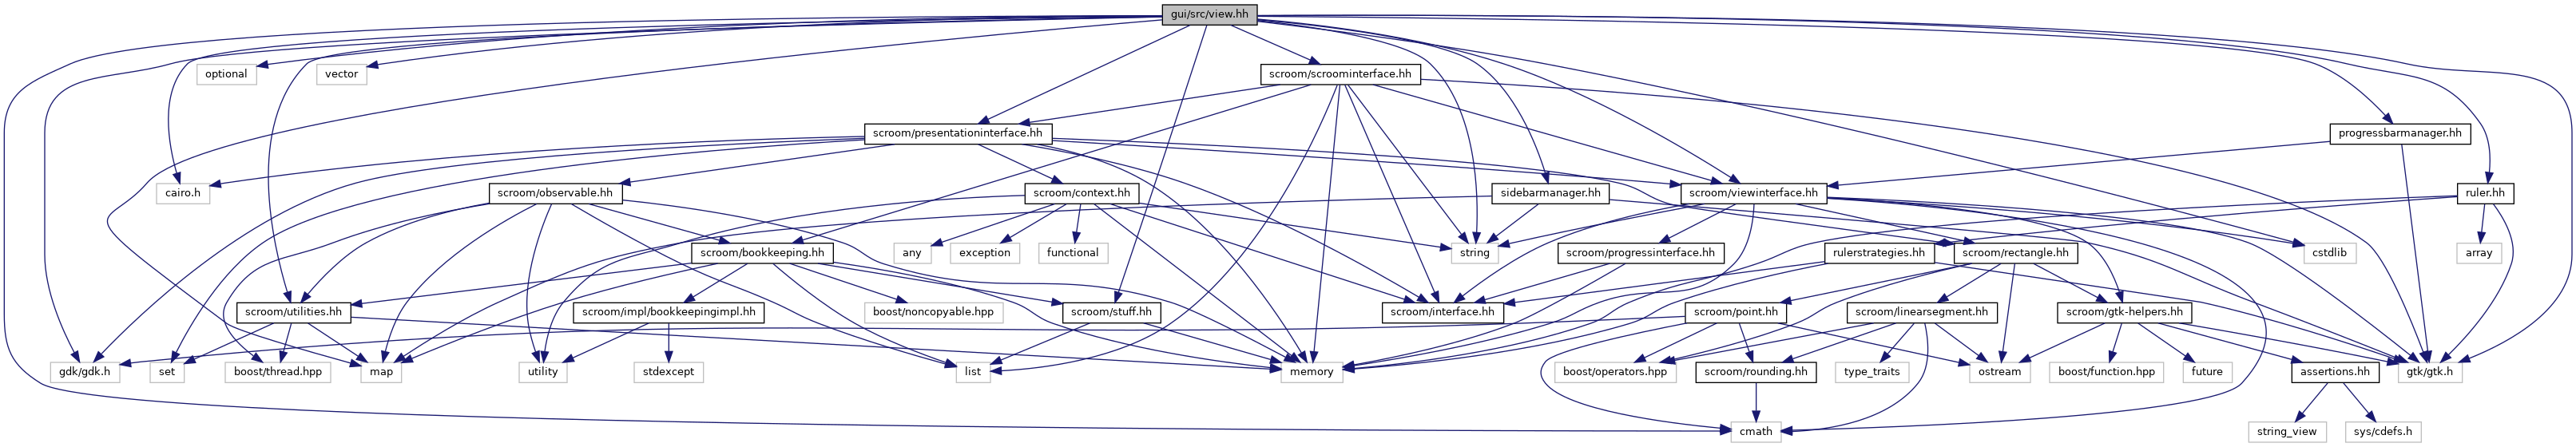 gui/src/view.hh
optional
vector
scroom/scroominterface.hh
scroom/presentationinterface.hh
progressbarmanager.hh
cairo.h
scroom/observable.hh
scroom/context.hh
sidebarmanager.hh
scroom/viewinterface.hh
ruler.hh
scroom/bookkeeping.hh
any
exception
functional
string
scroom/progressinterface.hh
rulerstrategies.hh
scroom/rectangle.hh
cstdlib
array
scroom/utilities.hh
scroom/impl/bookkeepingimpl.hh
boost/noncopyable.hpp
scroom/stuff.hh
scroom/interface.hh
scroom/point.hh
scroom/linearsegment.hh
scroom/gtk-helpers.hh
gdk/gdk.h
set
boost/thread.hpp
map
utility
stdexcept
list
memory
boost/operators.hpp
scroom/rounding.hh
type_traits
ostream
boost/function.hpp
future
assertions.hh
gtk/gtk.h
cmath
string_view
sys/cdefs.h